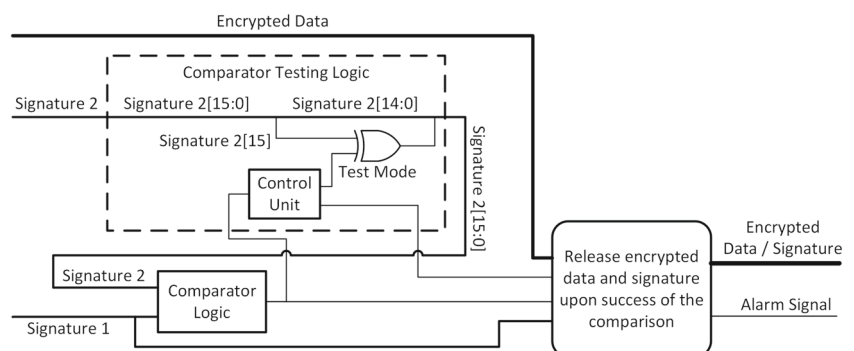 Encrypted Data
Comparator Testing Logic
Signature 2
Signature 2[15:0]
Signature 2[14:0]
Signature 2[15]
Test Mode
Signature 2[15:0]
Control
Unit
Signature 2
Comparator
Logic
Signature 1
Release encrypted
data and signature
upon success of the
comparison
Encrypted
Data / Signature
Alarm Signal